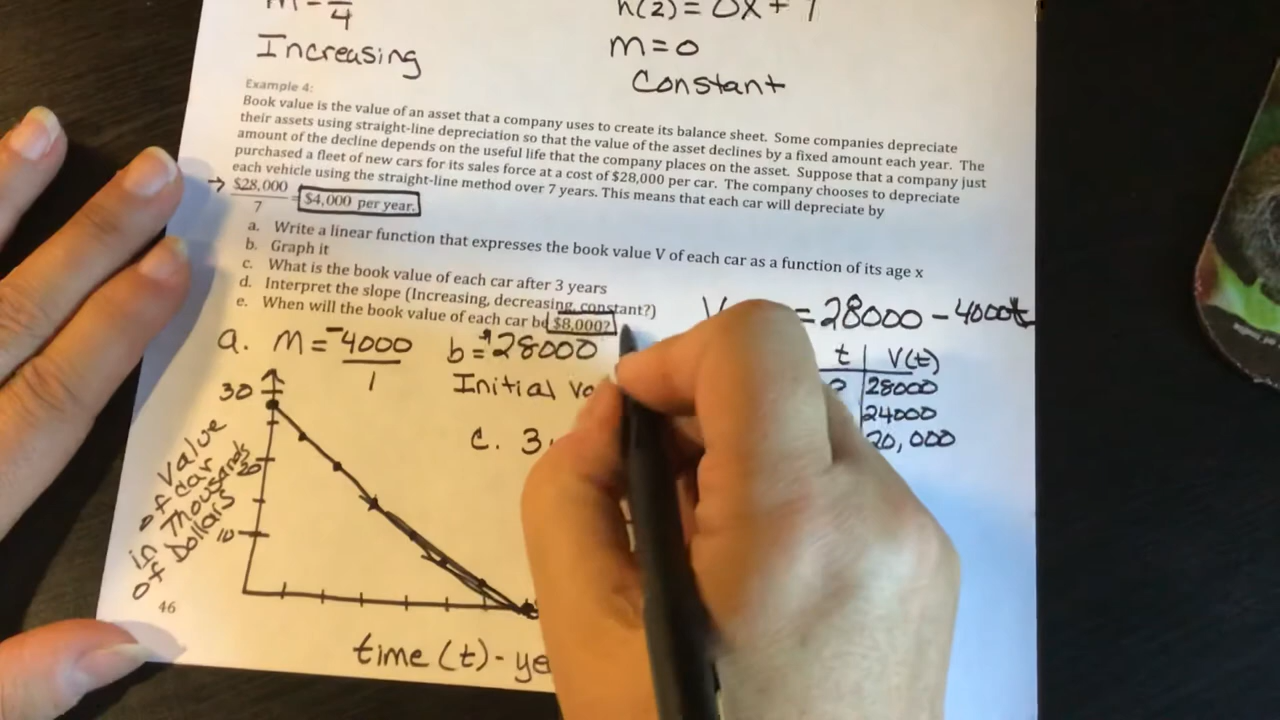 4
h(2) = 0x + 7
Increasing
m = 0
Constant
Example 4:
Book value is the value of an asset that a company uses to create its balance sheet. Some companies depreciate
their assets using straight-line depreciation so that the value of the asset declines by a fixed amount each year. The
amount of the decline depends on the useful life that the company places on the asset. Suppose that a company just
purchased a fleet of new cars for its sales force at a cost of $28,000 per car. The company chooses to depreciate
each vehicle using the straight-line method over 7 years. This means that each car will depreciate by
→ $28,000
7
= $4,000 per year.
a. Write a linear function that expresses the book value V of each car as a function of its age x
b. Graph it
c. What is the book value of each car after 3 years
d. Interpret the slope (Increasing, decreasing, constant?)
e. When will the book value of each car be $8,000?
V = 28000 - 4000t
a. m = -4000
1
b = 28000
Initial
t V(t)
0 28000
24000
20,000
c. 3
30
20
10
value
of car
in Thousands
of Dollars
46
time (t) -